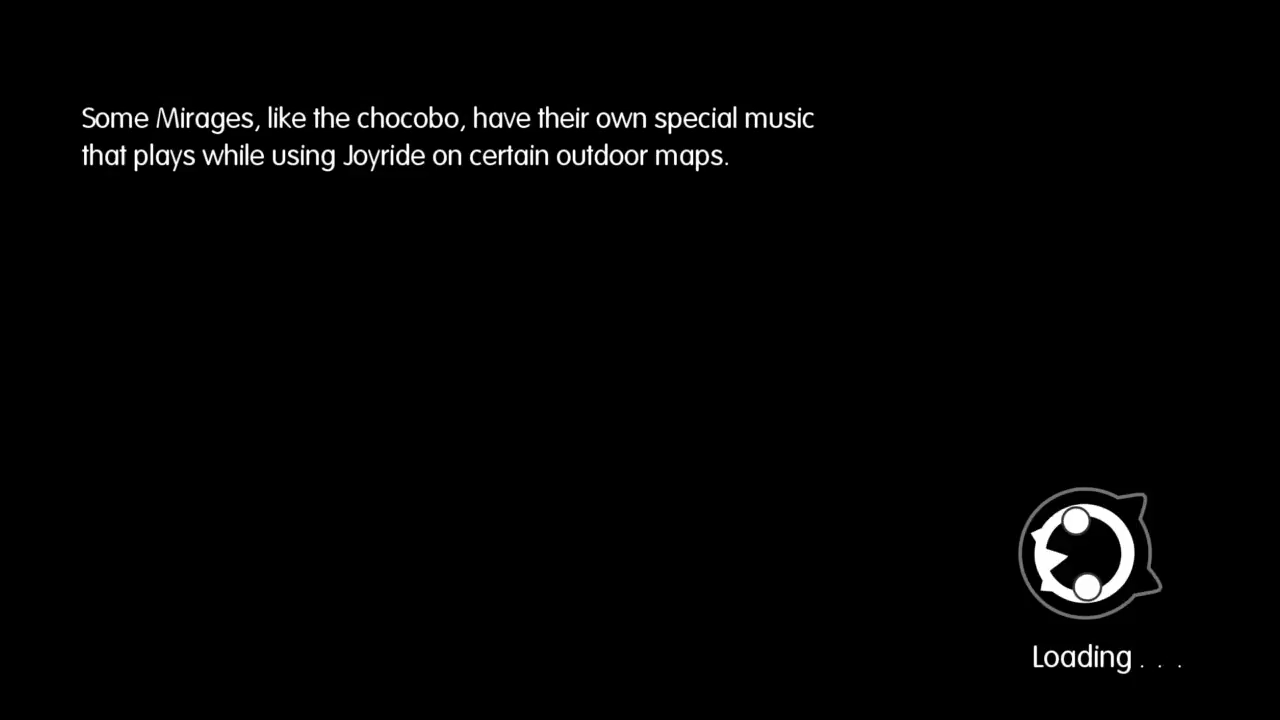 Some Mirages, like the chocobo, have their own special music
that plays while using Joyride on certain outdoor maps.
Loading . . .